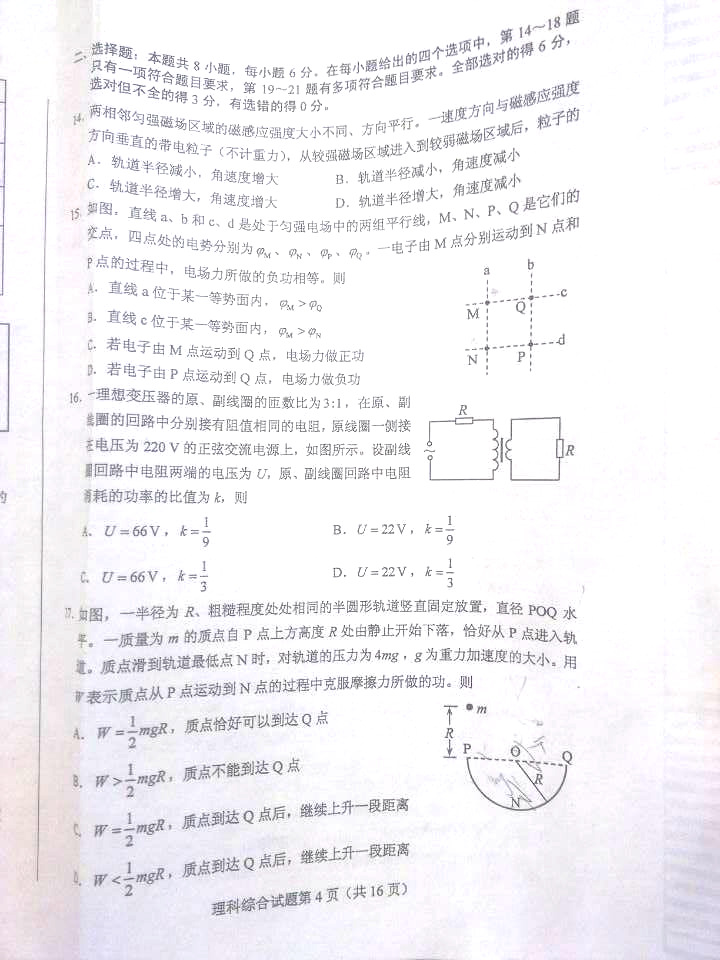 二、选择题：本题共 8 小题，每小题 6 分。在每小题给出的四个选项中，第 14～18 题
只有一项符合题目要求，第 19～21 题有多项符合题目要求。全部选对的得 6 分，
选对但不全的得 3 分，有选错的得 0 分。
14. 两相邻匀强磁场区域的磁感应强度大小不同、方向平行。一速度方向与磁感应强度
方向垂直的带电粒子（不计重力），从较强磁场区域进入到较弱磁场区域后，粒子的
A．轨道半径减小，角速度增大 B．轨道半径减小，角速度减小
C．轨道半径增大，角速度增大 D．轨道半径增大，角速度减小
15. 如图，直线 a、b 和 c、d 是处于匀强电场中的两组平行线，M、N、P、Q 是它们的
交点，四点处的电势分别为 φM、φN、φP、φQ。一电子由 M 点分别运动到 N 点和
P 点的过程中，电场力所做的负功相等。则
A．直线 a 位于某一等势面内，φM > φQ
B．直线 c 位于某一等势面内，φM > φN
C．若电子由 M 点运动到 Q 点，电场力做正功
D．若电子由 P 点运动到 Q 点，电场力做负功
a b
M Q c
N P d
16. 一理想变压器的原、副线圈的匝数比为 3:1，在原、副
线圈的回路中分别接有阻值相同的电阻，原线圈一侧接
在电压为 220 V 的正弦交流电源上，如图所示。设副线
圈回路中电阻两端的电压为 U，原、副线圈回路中电阻
消耗的功率的比值为 k，则
R
~
R
A．U = 66 V，k = 1/9 B．U = 22 V，k = 1/9
C．U = 66 V，k = 1/3 D．U = 22 V，k = 1/3
17. 如图，一半径为 R、粗糙程度处处相同的半圆形轨道竖直固定放置，直径 POQ 水
平。一质量为 m 的质点自 P 点上方高度 R 处由静止开始下落，恰好从 P 点进入轨
道。质点滑到轨道最低点 N 时，对轨道的压力为 4mg，g 为重力加速度的大小。用
W 表示质点从 P 点运动到 N 点的过程中克服摩擦力所做的功。则
A．W = 1/2 mgR，质点恰好可以到达 Q 点
B．W > 1/2 mgR，质点不能到达 Q 点
C．W = 1/2 mgR，质点到达 Q 点后，继续上升一段距离
D．W < 1/2 mgR，质点到达 Q 点后，继续上升一段距离
m
R
P O Q
R
N
理科综合试题第 4 页（共 16 页）
的